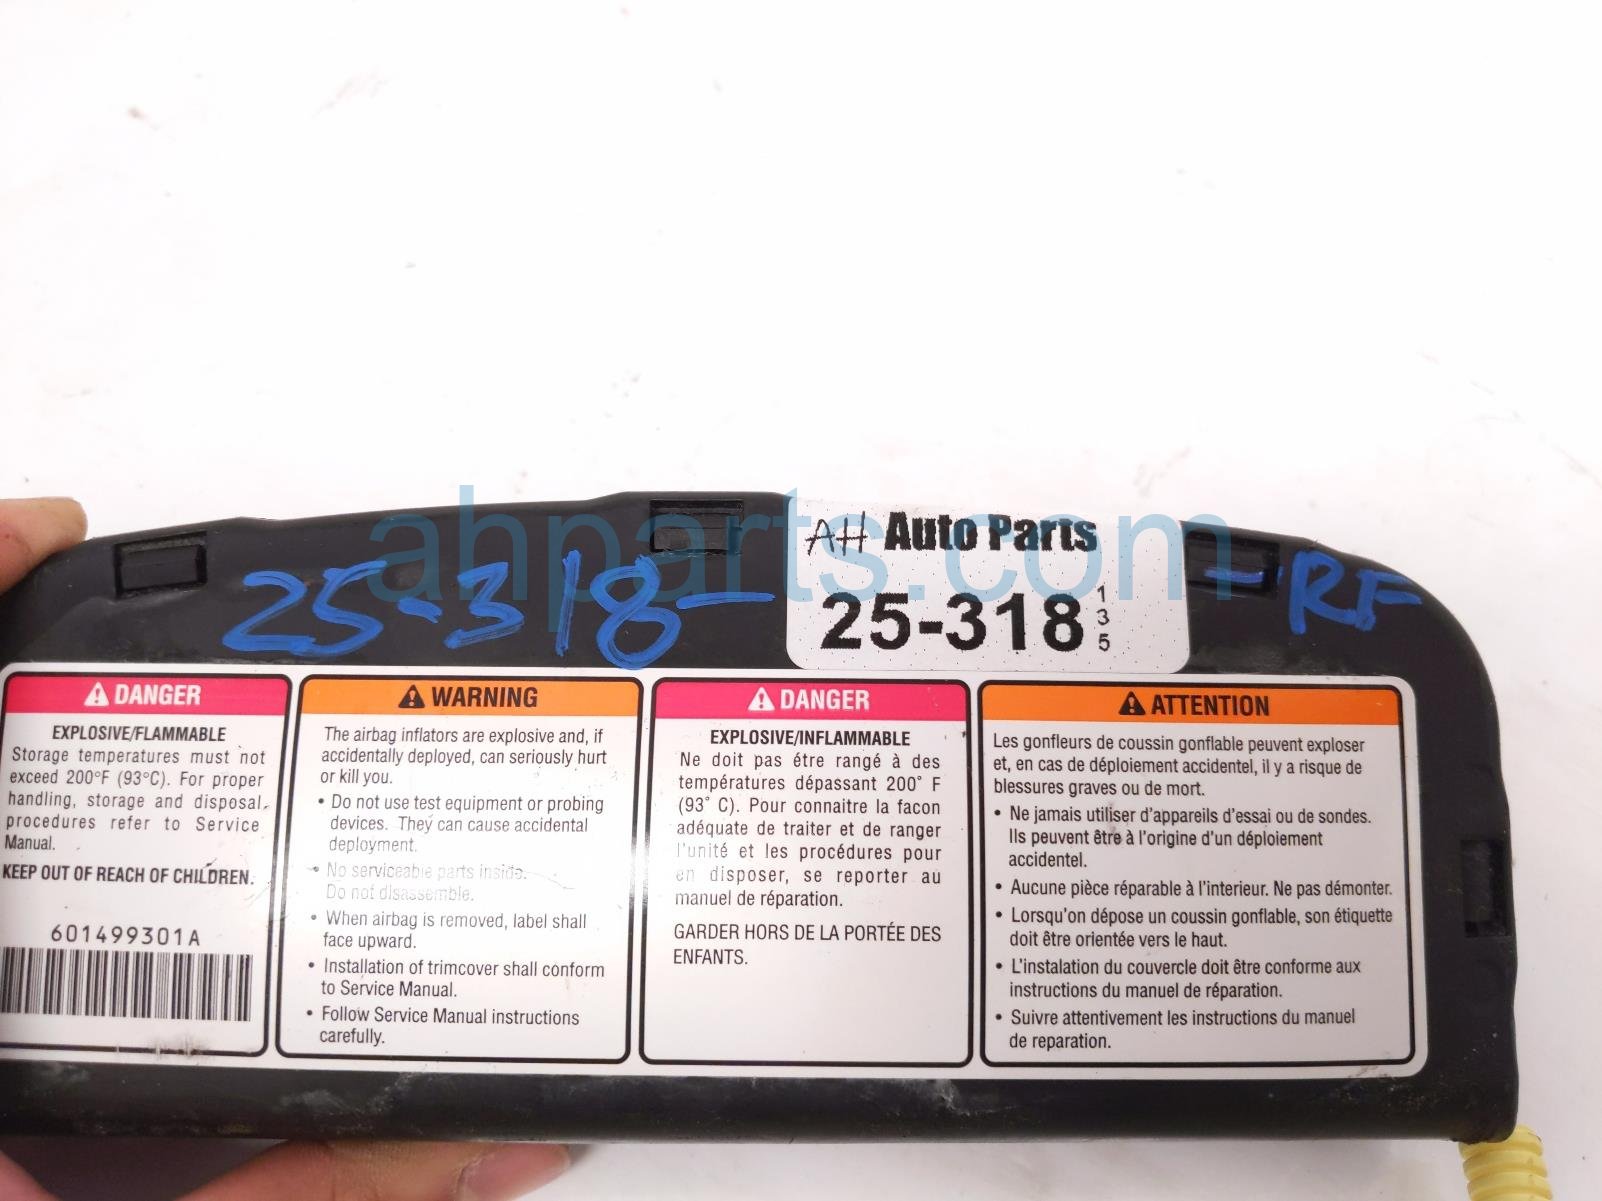 ahparts.com
AH Auto Parts
25-318 1 3 5
25-318- -RF
DANGER
EXPLOSIVE/FLAMMABLE
Storage temperatures must not
exceed 200°F (93°C). For proper
handling, storage and disposal
procedures refer to Service
Manual.
KEEP OUT OF REACH OF CHILDREN.
601499301A
WARNING
The airbag inflators are explosive and, if
accidentally deployed, can seriously hurt
or kill you.
• Do not use test equipment or probing
devices. They can cause accidental
deployment.
• No serviceable parts inside.
Do not disassemble.
• When airbag is removed, label shall
face upward.
• Installation of trimcover shall conform
to Service Manual.
• Follow Service Manual instructions
carefully.
DANGER
EXPLOSIVE/INFLAMMABLE
Ne doit pas étre rangé à des
températures dépassant 200° F
(93° C). Pour connaitre la facon
adéquate de traiter et de ranger
l'unité et les procédures pour
en disposer, se reporter au
manuel de réparation.
GARDER HORS DE LA PORTÉE DES
ENFANTS.
ATTENTION
Les gonfleurs de coussin gonflable peuvent exploser
et, en cas de déploiement accidentel, il y a risque de
blessures graves ou de mort.
• Ne jamais utiliser d'appareils d'essai ou de sondes.
Ils peuvent être à l'origine d'un déploiement
accidentel.
• Aucune pièce réparable à l'interieur. Ne pas démonter.
• Lorsqu'on dépose un coussin gonflable, son étiquette
doit être orientée vers le haut.
• L'instalation du couvercle doit être conforme aux
instructions du manuel de réparation.
• Suivre attentivement les instructions du manuel
de reparation.